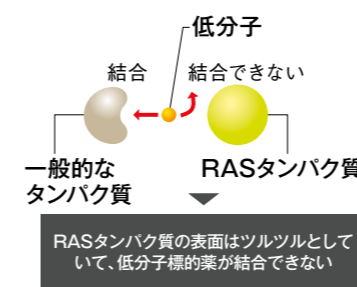 低分子
結合
結合できない
一般的な
タンパク質
RASタンパク質
RASタンパク質の表面はツルツルとして
いて、低分子標的薬が結合できない